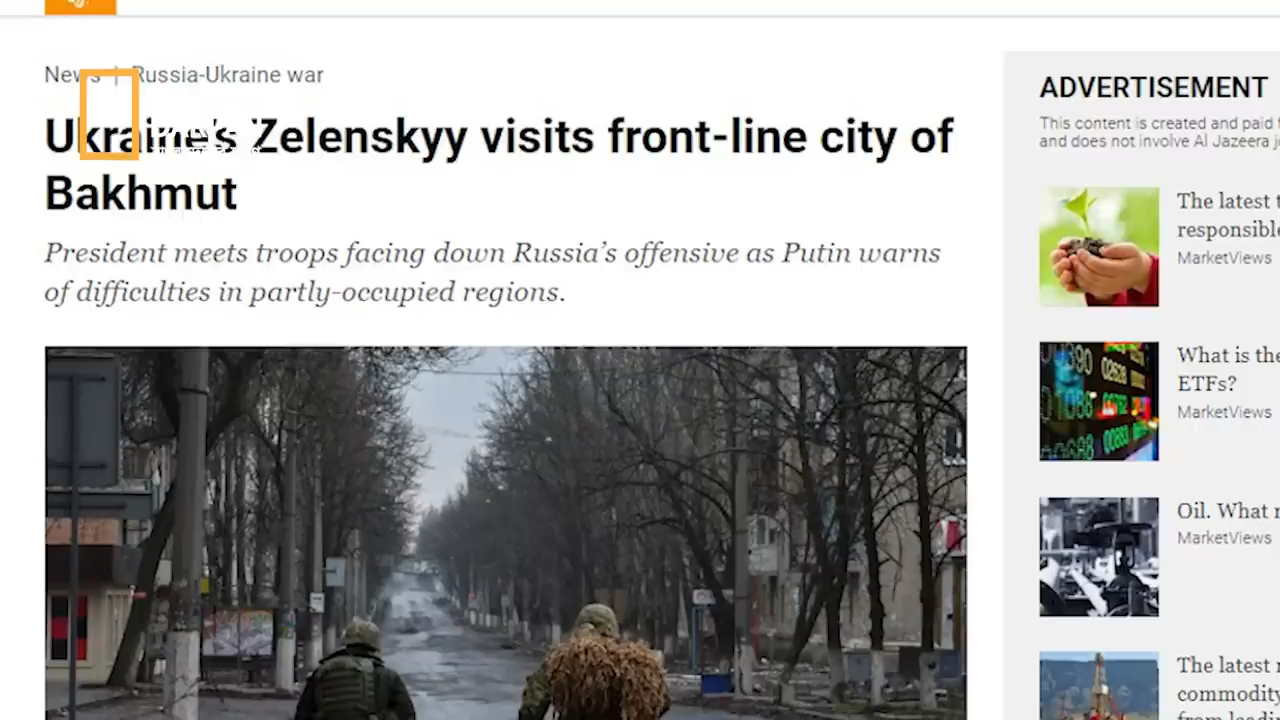 News | Russia-Ukraine war
Ukraine's Zelenskyy visits front-line city of
Bakhmut
President meets troops facing down Russia’s offensive as Putin warns
of difficulties in partly-occupied regions.
ADVERTISEMENT
This content is created and paid
and does not involve Al Jazeera
The latest
responsible
MarketViews
What is the
ETFs?
MarketViews
Oil. What
MarketViews
The latest
commodity
from